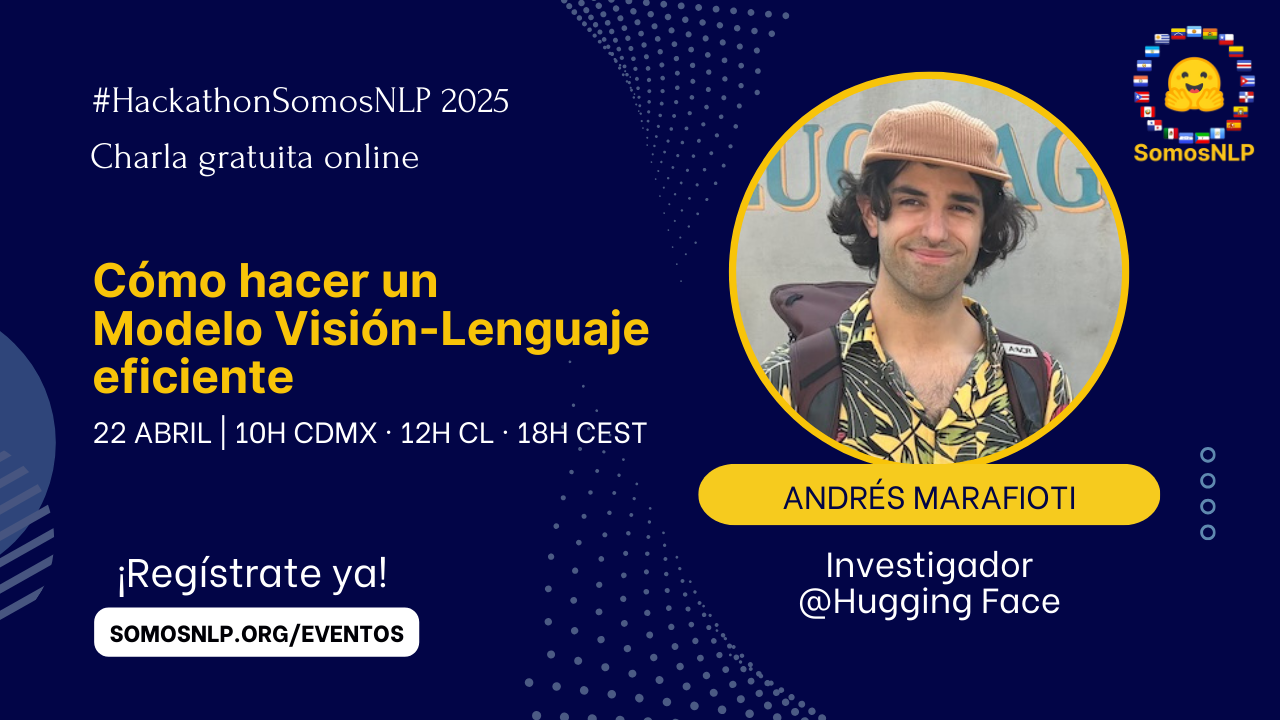 #HackathonSomosNLP 2025
Charla gratuita online
SomosNLP
Cómo hacer un
Modelo Visión-Lenguaje
eficiente
22 ABRIL | 10H CDMX · 12H CL · 18H CEST
ANDRÉS MARAFIOTI
Investigador
@Hugging Face
¡Regístrate ya!
SOMOSNLP.ORG/EVENTOS